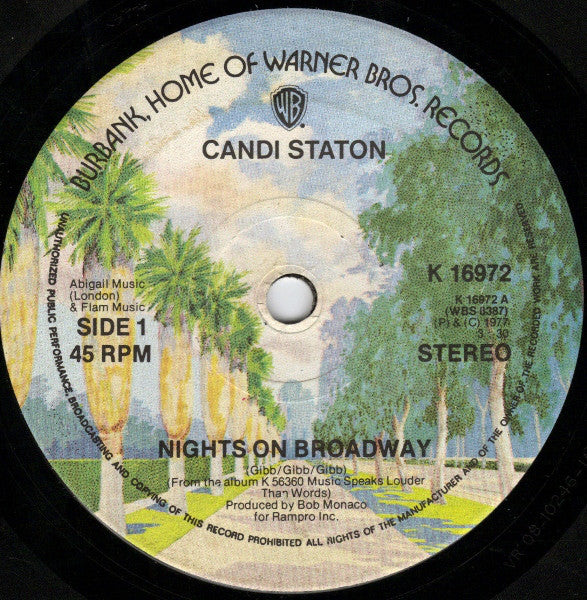 BURBANK, HOME OF WARNER BROS. RECORDS
WB
CANDI STATON
Abigail Music
(London)
& Flam Music
SIDE 1
45 RPM
K 16972
K 16972 A
(WBS 8387)
(P) & (C) 1977
STEREO
NIGHTS ON BROADWAY
(Gibb/Gibb/Gibb)
(From the album K 56360 Music Speaks Louder
Than Words)
Produced by Bob Monaco
for Rampro Inc.
UNAUTHORIZED PUBLIC PERFORMANCE, BROADCASTING AND COPYING OF THIS RECORD PROHIBITED ALL RIGHTS OF THE MANUFACTURER AND OF THE OWNER OF THE RECORDED WORK RESERVED